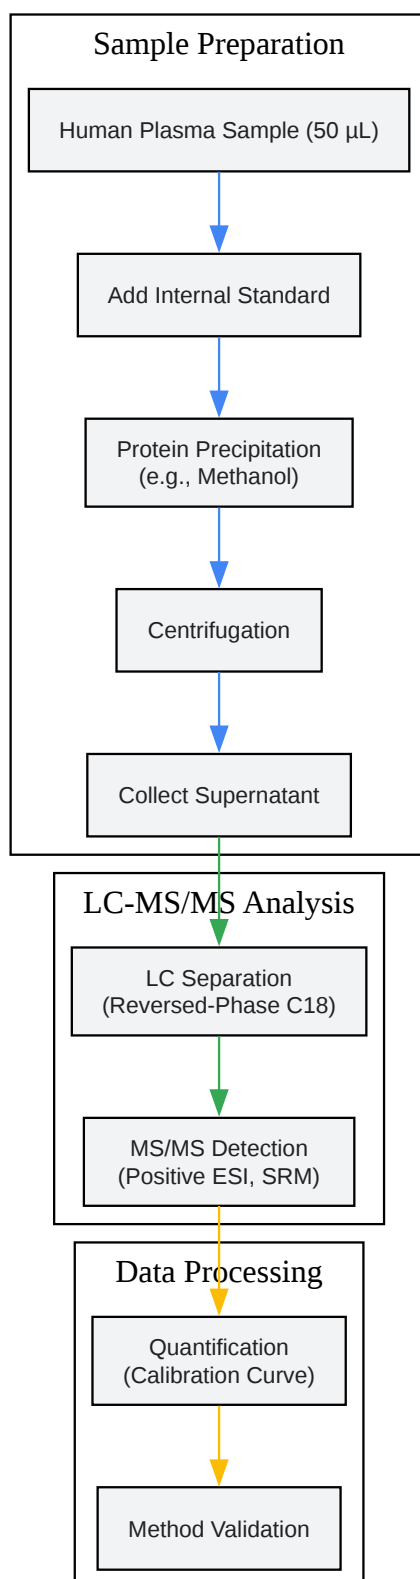 Sample Preparation
Human Plasma Sample (50 µL)
Add Internal Standard
Protein Precipitation
(e.g., Methanol)
Centrifugation
Collect Supernatant
LC-MS/MS Analysis
LC Separation
(Reversed-Phase C18)
MS/MS Detection
(Positive ESI, SRM)
Data Processing
Quantification
(Calibration Curve)
Method Validation